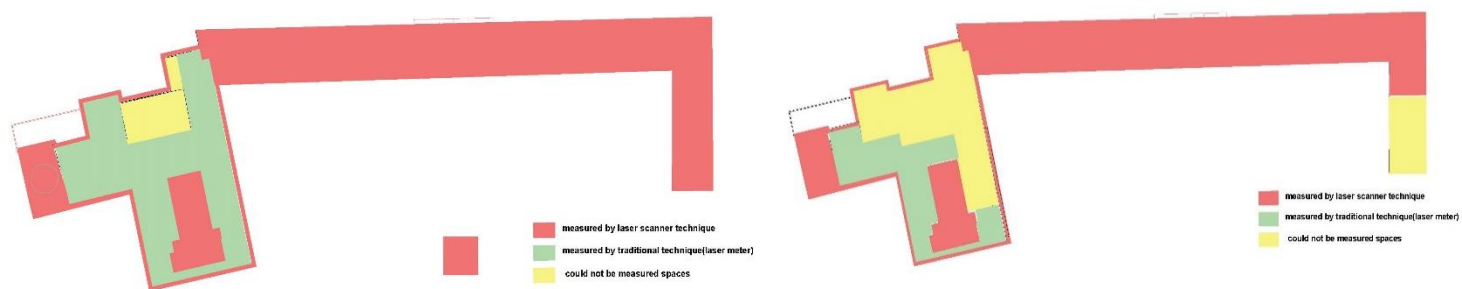 measured by laser scanner technique
measured by traditional technique(laser meter)
could not be measured spaces
measured by laser scanner technique
measured by traditional technique(laser meter)
could not be measured spaces